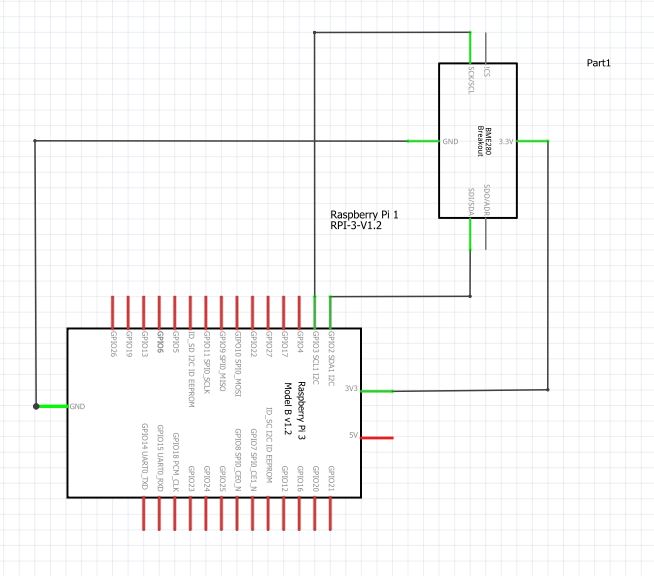 SCK/SCL
!CS
Part1
GND
BME280
Breakout
3.3V
SDI/SDA
SDO/ADR
Raspberry Pi 1
RPI-3-V1.2
GPIO26
GPIO19
GPIO13
GPIO6
GPIO5
ID_SD I2C ID EEPROM
GPIO11 SPI0_SCLK
GPIO9 SPI0_MISO
GPIO10 SPI0_MOSI
GPIO22
GPIO27
GPIO17
GPIO4
GPIO3 SCL1 I2C
GPIO2 SDA1 I2C
3V3
Raspberry Pi 3
Model B v1.2
GND
5V
GPIO14 UART0_TXD
GPIO15 UART0_RXD
GPIO18 PCM_CLK
GPIO23
GPIO24
GPIO25
GPIO8 SPI0_CE0_N
GPIO7 SPI0_CE1_N
ID_SC I2C ID EEPROM
GPIO12
GPIO16
GPIO20
GPIO21